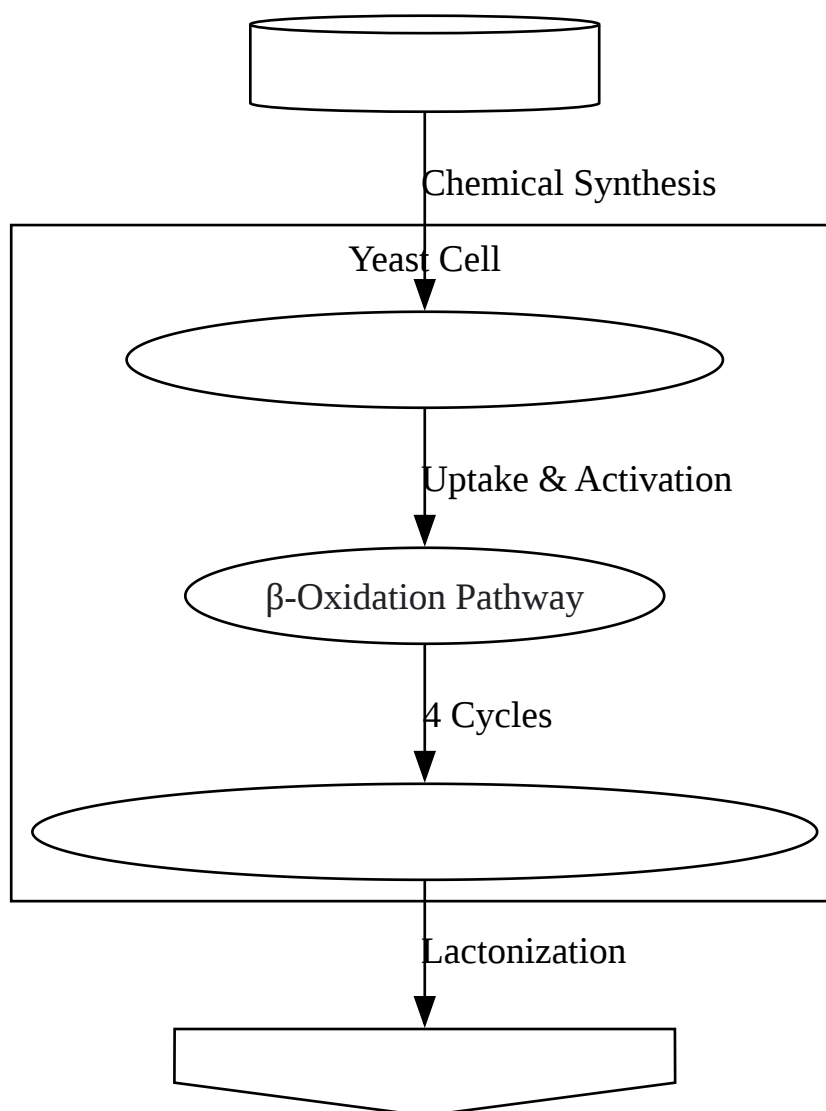 Chemical Synthesis
Yeast Cell
Uptake & Activation
β-Oxidation Pathway
4 Cycles
Lactonization